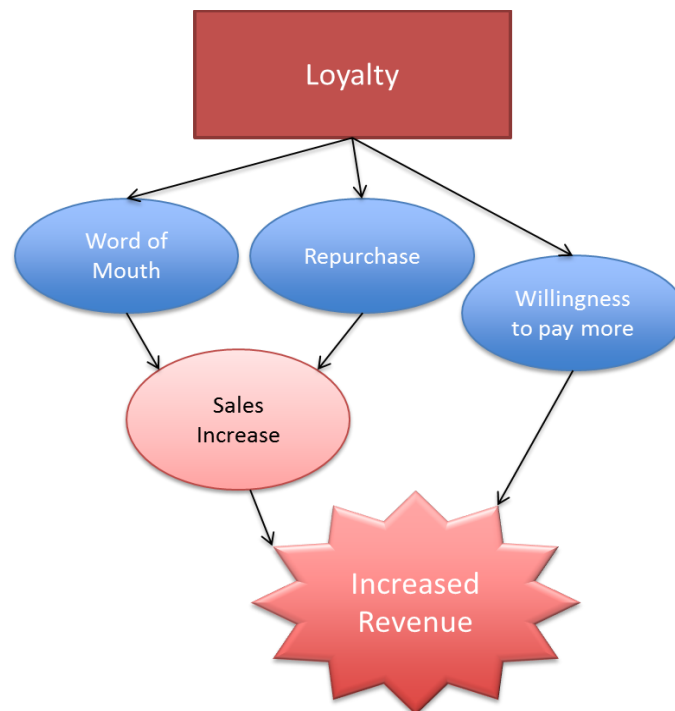 Loyalty
Word of
Mouth
Repurchase
Willingness
to pay more
Sales
Increase
Increased
Revenue